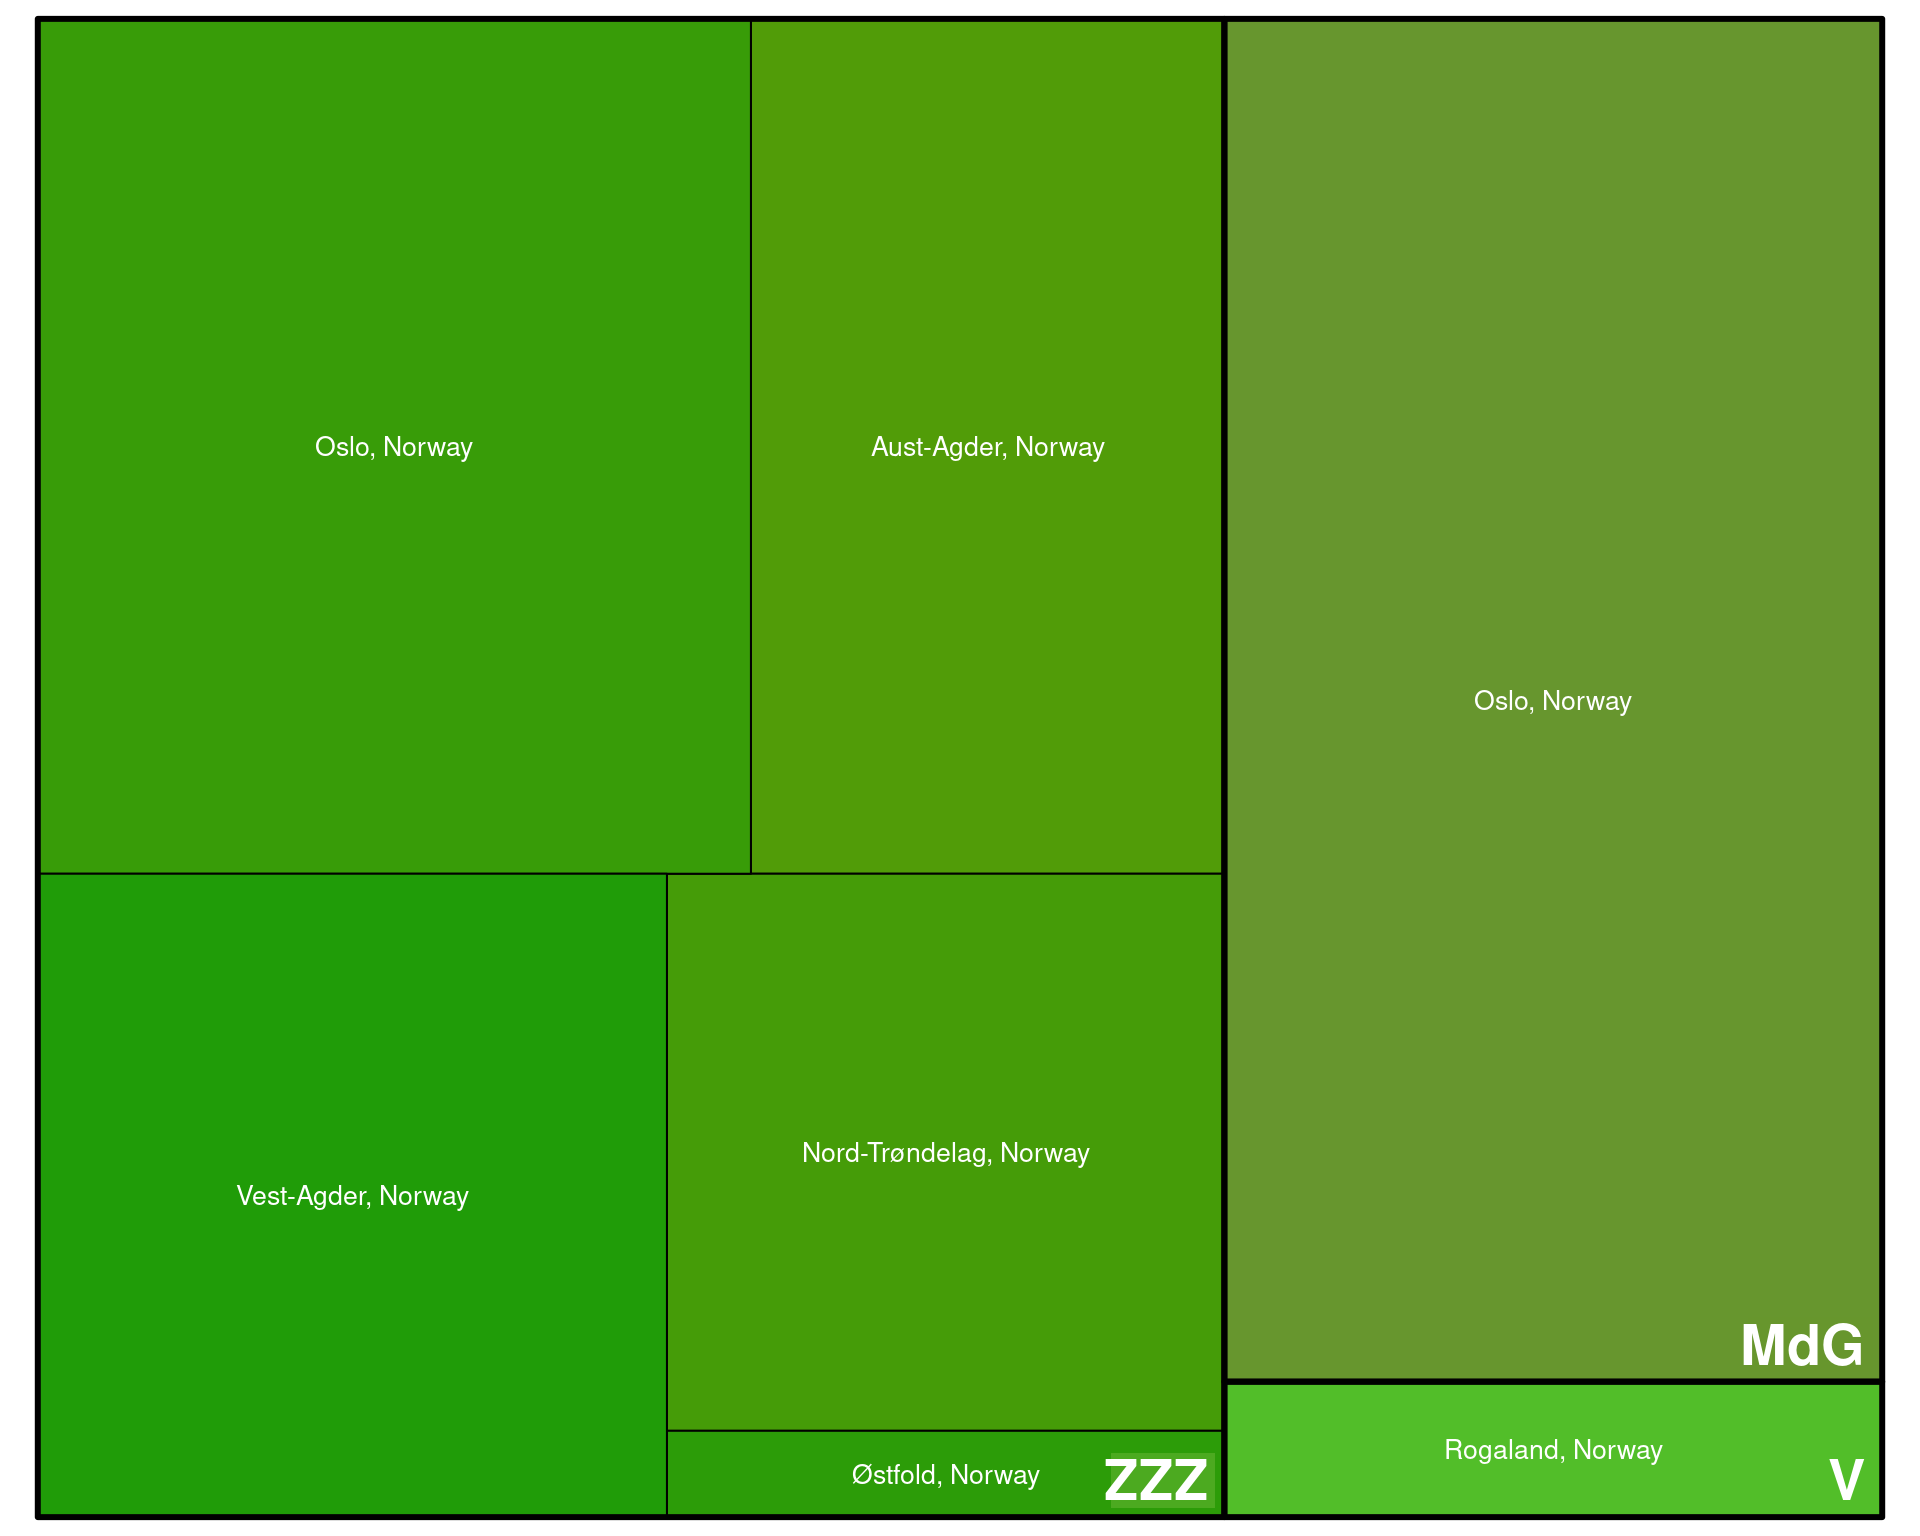 Oslo, Norway
Aust-Agder, Norway
Vest-Agder, Norway
Nord-Trøndelag, Norway
Østfold, Norway
ZZZ
Oslo, Norway
MdG
Rogaland, Norway
V